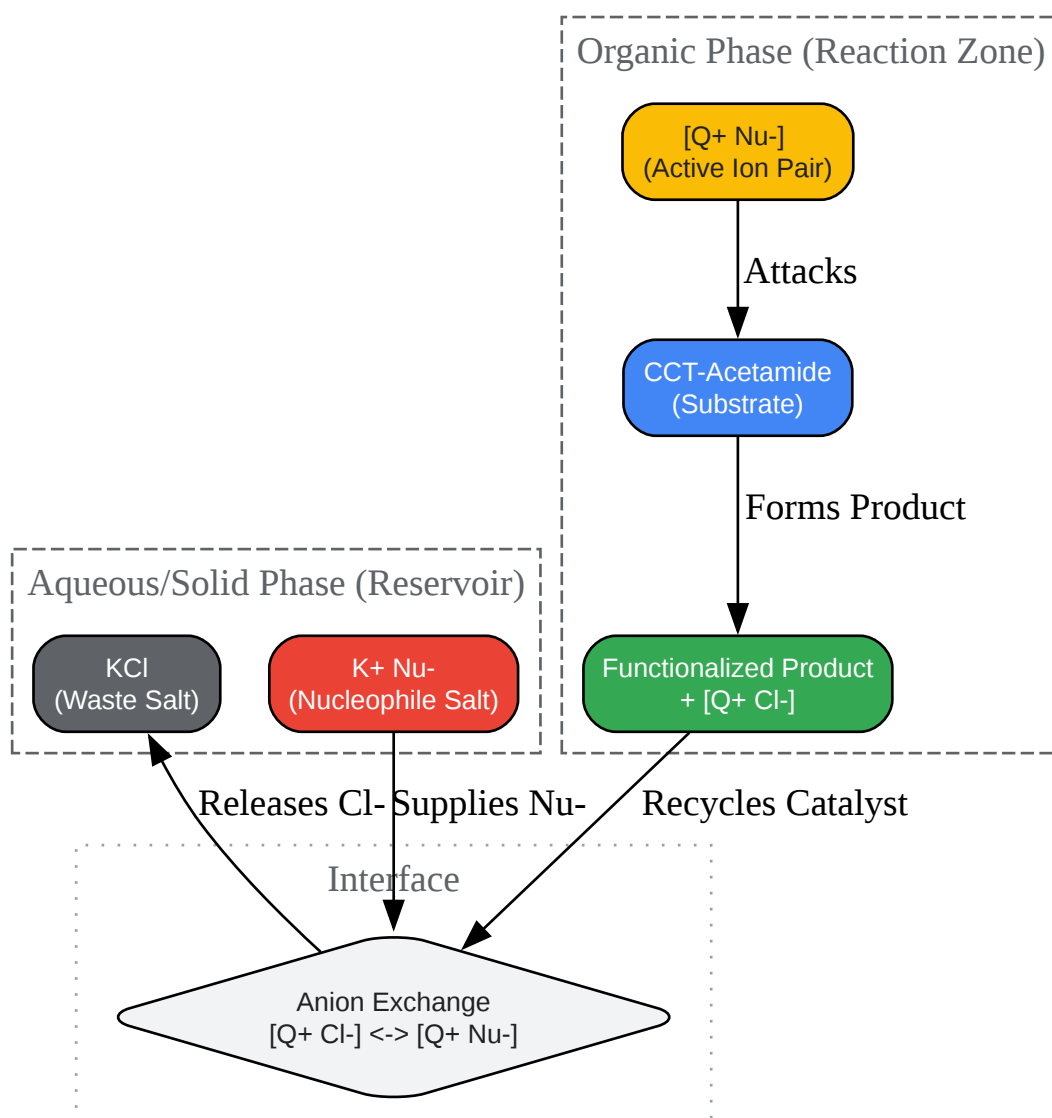 Organic Phase (Reaction Zone)
[Q+ Nu-]
(Active Ion Pair)
Attacks
CCT-Acetamide
(Substrate)
Forms Product
Aqueous/Solid Phase (Reservoir)
KCl
(Waste Salt)
K+ Nu-
(Nucleophile Salt)
Functionalized Product
+ [Q+ Cl-]
Releases Cl-
Supplies Nu-
Recycles Catalyst
Interface
Anion Exchange
[Q+ Cl-] <-> [Q+ Nu-]